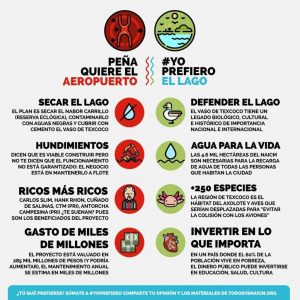 PEÑA
QUIERE EL
AEROPUERTO
#YO
PREFIERO
EL LAGO
SECAR EL LAGO
EL PLAN ES SECAR EL NABOR CARRILLO
(RESERVA ECOLÓGICA), CONTAMINARLO
CON AGUAS NEGRAS Y CUBRIR CON
CEMENTO EL VASO DE TEXCOCO
DEFENDER EL LAGO
EL VASO DE TEXCOCO TIENE UN
LEGADO BIOLÓGICO, CULTURAL
E HISTÓRICO DE IMPORTANCIA
NACIONAL E INTERNACIONAL
HUNDIMIENTOS
DICEN QUE ES VIABLE CONSTRUIR PERO
NO TE DICEN QUE EL FUNCIONAMIENTO
NO ESTÁ GARANTIZADO: EL NEGOCIO
ESTÁ EN MANTENERLO A FLOTE
AGUA PARA LA VIDA
LAS 4.6 MIL HECTÁREAS DEL NAICM
SON NECESARIAS PARA LA RECARGA
DE AGUA DE TODAS LAS PERSONAS
QUE HABITAN LA CIUDAD
RICOS MÁS RICOS
CARLOS SLIM, HANK RHON, CUÑADO
DE SALINAS, CTM (PRI), ANTORCHA
CAMPESINA (PRI) ¿TE SUENAN? PUES
SON LOS BENEFICIADOS DEL PROYECTO
+250 ESPECIES
LA REGIÓN DE TEXCOCO ES EL
HÁBITAT DEL AXOLOTE Y AVES QUE
SERÍAN DESPLAZADAS PARA "EVITAR
LA COLISIÓN CON LOS AVIONES"
GASTO DE MILES
DE MILLONES
EL PROYECTO ESTÁ VALUADO EN
285 MIL MILLONES DE PESOS (Y PODRÍA
AUMENTAR), EL MANTENIMIENTO ANUAL
SE ESTIMA EN MILES DE MILLONES
INVERTIR EN LO
QUE IMPORTA
EN UN PAÍS DONDE EL 60% DE LA
POBLACIÓN VIVE EN POBREZA,
EL DINERO PÚBLICO PUEDE INVERTIRSE
EN EDUCACIÓN, SALUD, CULTURA
¿TÚ QUÉ PREFIERES? SÚMATE A #YOPREFIERO COMPARTE TU OPINIÓN Y LOS MATERIALES DE TODOSVSNAICM.ORG.